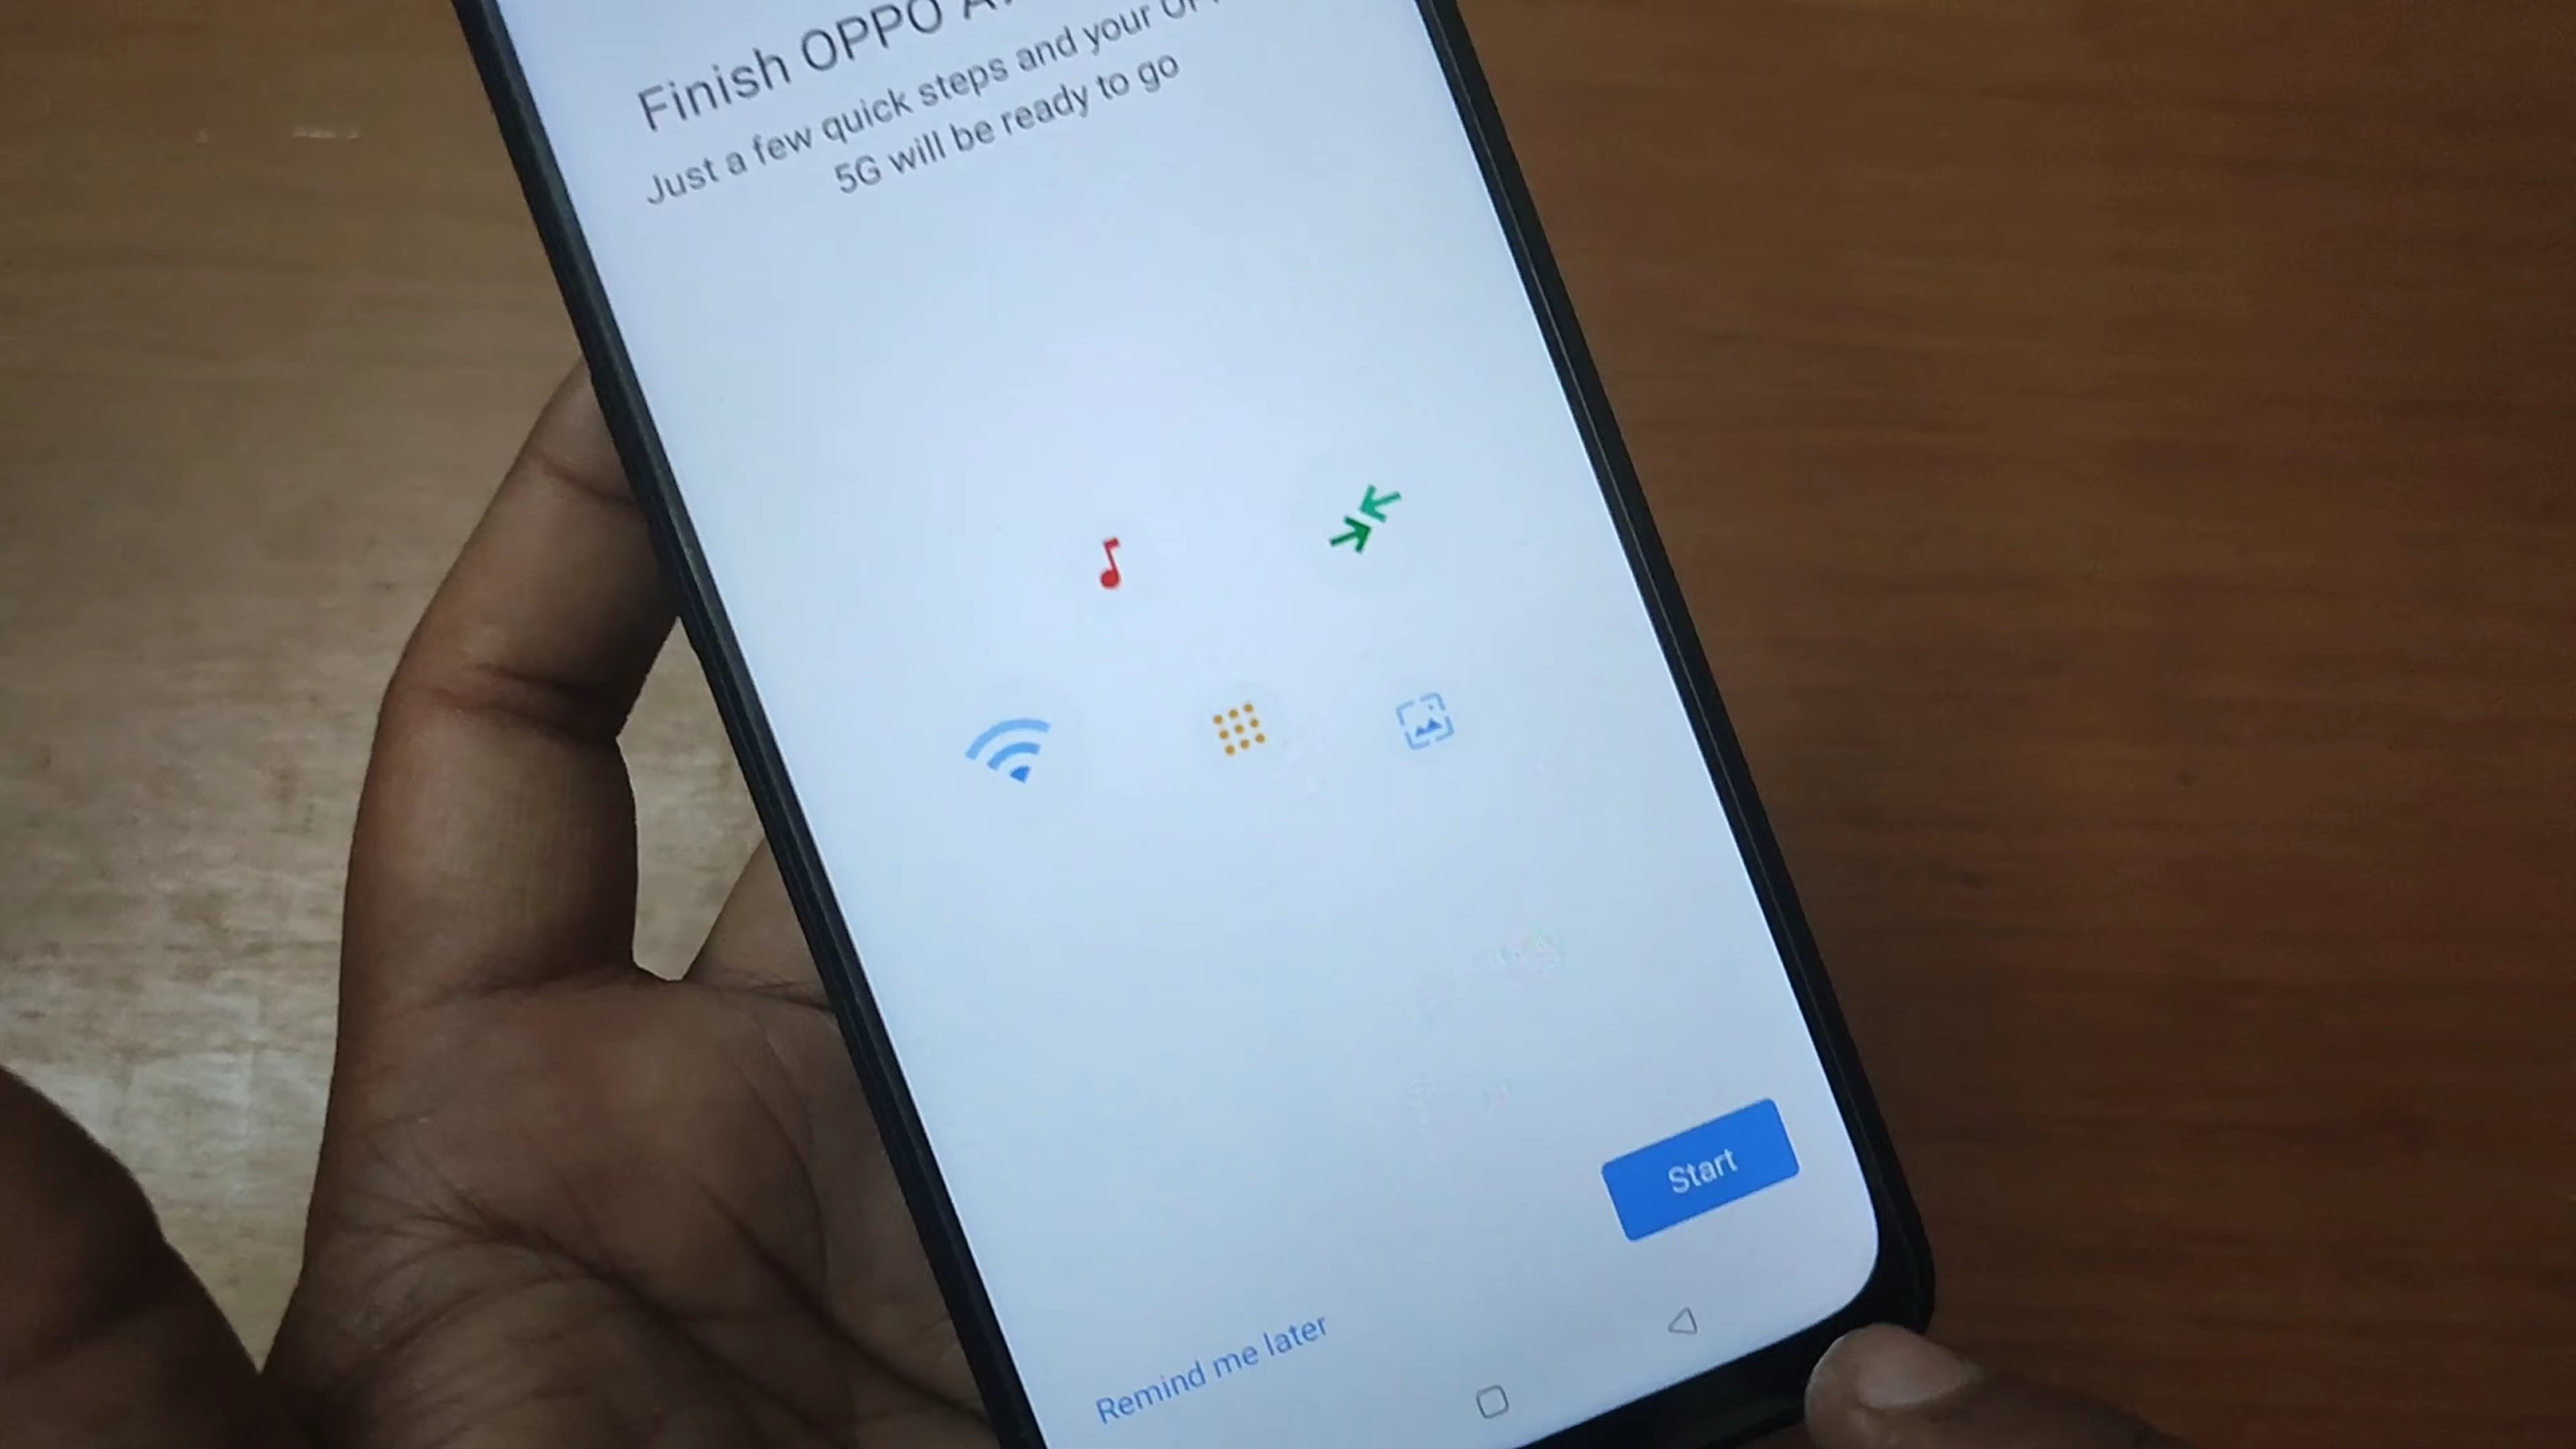 Finish OPPO
Just a few quick steps and your
5G will be ready to go
Start
Remind me later